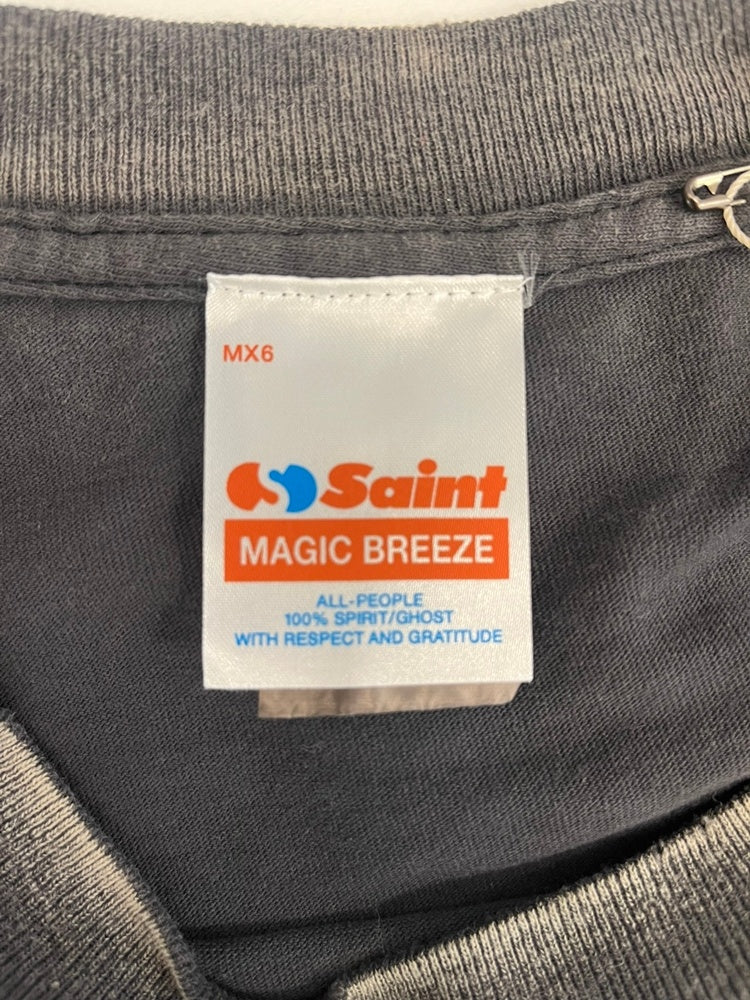 MX6
Saint
MAGIC BREEZE
ALL-PEOPLE
100% SPIRIT/GHOST
WITH RESPECT AND GRATITUDE